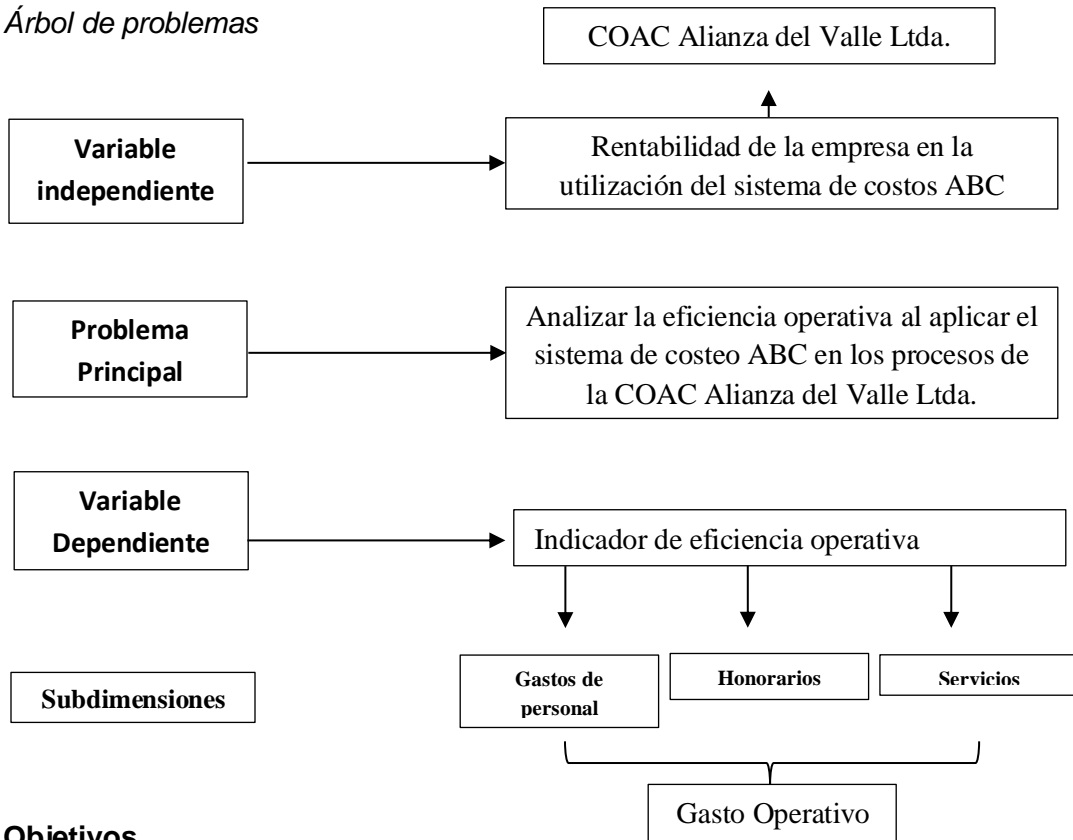 Árbol de problemas
COAC Alianza del Valle Ltda.
Variable
independiente
Rentabilidad de la empresa en la
utilización del sistema de costos ABC
Problema
Principal
Analizar la eficiencia operativa al aplicar el
sistema de costeo ABC en los procesos de
la COAC Alianza del Valle Ltda.
Variable
Dependiente
Indicador de eficiencia operativa
Subdimensiones
Gastos de
personal
Honorarios
Servicios
Gasto Operativo
Objetivos